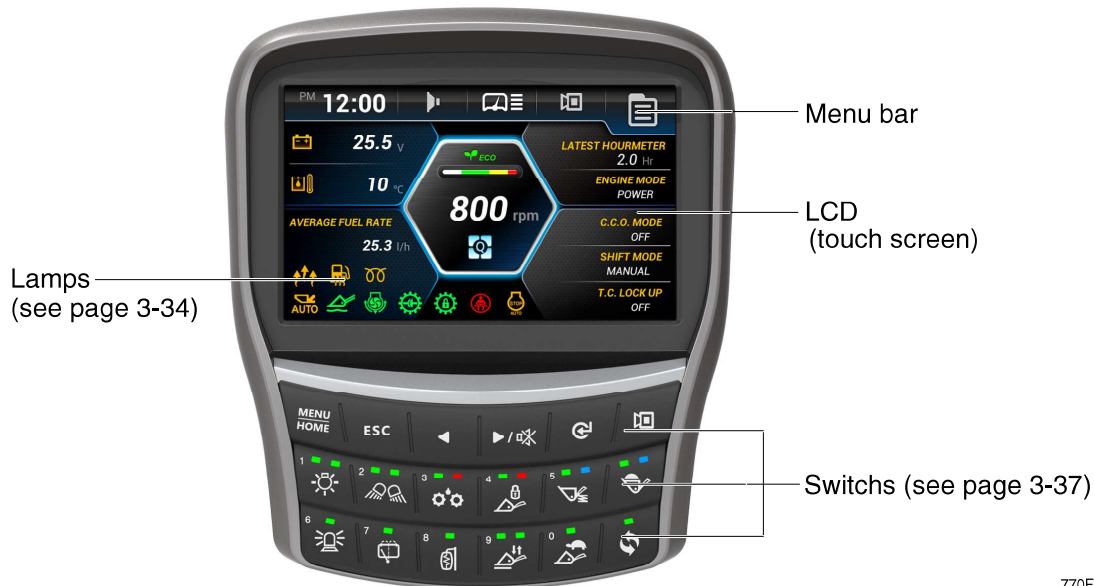 PM 12:00
25.5 V
10 °C
AVERAGE FUEL RATE
25.3 l/h
AUTO
ECO
800 rpm
Q
STOP
AUTO
LATEST HOURMETER
2.0 Hr
ENGINE MODE
POWER
C.C.O. MODE
OFF
SHIFT MODE
MANUAL
T.C. LOCK UP
OFF
Menu bar
LCD
(touch screen)
Lamps
(see page 3-34)
MENU
HOME
ESC
1
2
3
4
5
6
7
8
9
0
Switchs (see page 3-37)